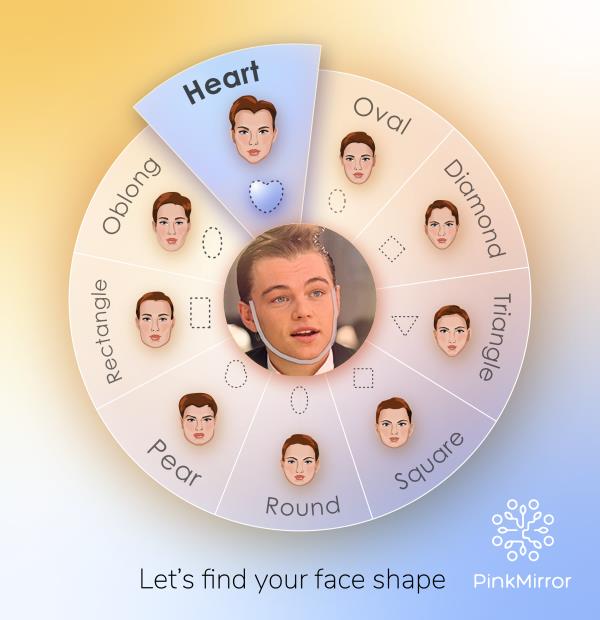 Heart
Oval
Diamond
Triangle
Square
Round
Pear
Rectangle
Oblong
Let's find your face shape
PinkMirror